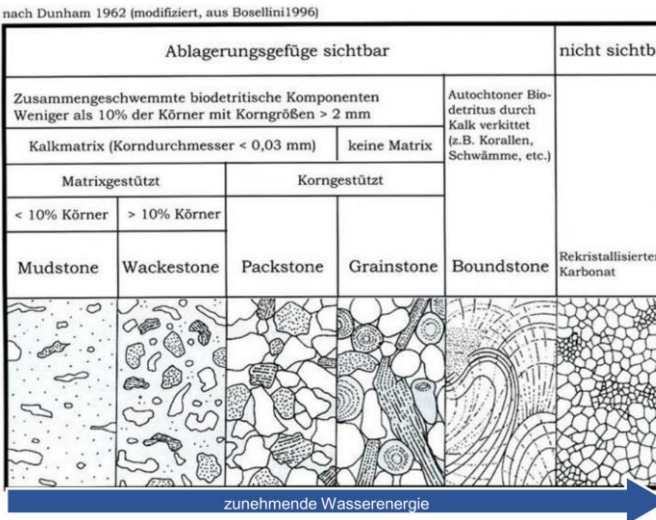 nach Dunham 1962 (modifiziert, aus Bosellini1996)
Ablagerungsgefüge sichtbar
nicht sichtb
Zusammengeschwemmte biodetritische Komponenten
Weniger als 10% der Körner mit Korngrößen > 2 mm
Autochtoner Bio-
detritus durch
Kalk verkittet
(z.B. Korallen,
Schwämme, etc.)
Kalkmatrix (Korndurchmesser < 0,03 mm)
keine Matrix
Matrixgestützt
Korngestützt
< 10% Körner
> 10% Körner
Mudstone
Wackestone
Packstone
Grainstone
Boundstone
Rekristallisierter
Karbonat
zunehmende Wasserenergie